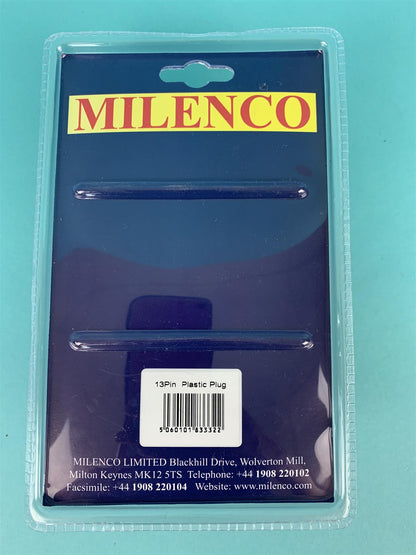 MILENCO
13Pin Plastic Plug
5 060101 633322
MILENCO LIMITED Blackhill Drive, Wolverton Mill,
Milton Keynes MK12 5TS Telephone: +44 1908 220102
Facsimile: +44 1908 220104 Website: www.milenco.com